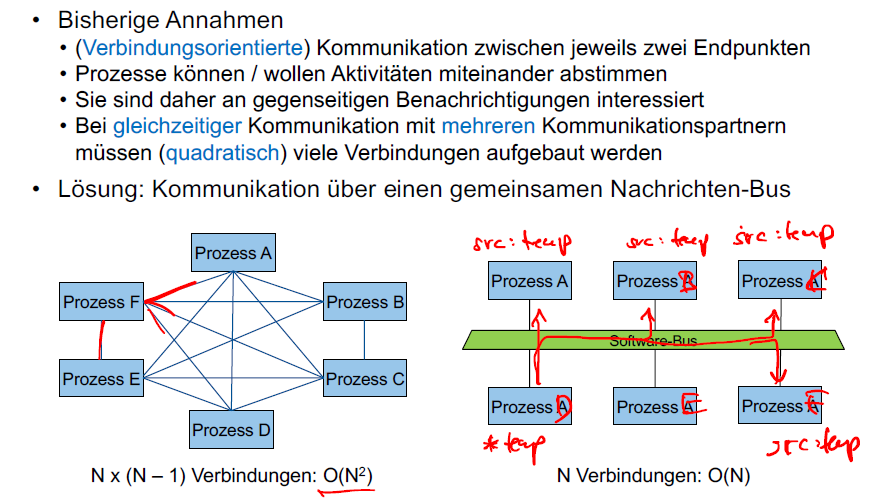 • Bisherige Annahmen
• (Verbindungsorientierte) Kommunikation zwischen jeweils zwei Endpunkten
• Prozesse können / wollen Aktivitäten miteinander abstimmen
• Sie sind daher an gegenseitigen Benachrichtigungen interessiert
• Bei gleichzeitiger Kommunikation mit mehreren Kommunikationspartnern
müssen (quadratisch) viele Verbindungen aufgebaut werden
• Lösung: Kommunikation über einen gemeinsamen Nachrichten-Bus
Prozess A
Prozess F
Prozess B
Prozess E
Prozess C
Prozess D
N x (N – 1) Verbindungen: O(N²)
src: temp
src: temp
src: temp
Prozess A
Prozess B
Prozess
Software-Bus
Prozess D
Prozess E
Prozess F
*temp
src: temp
N Verbindungen: O(N)